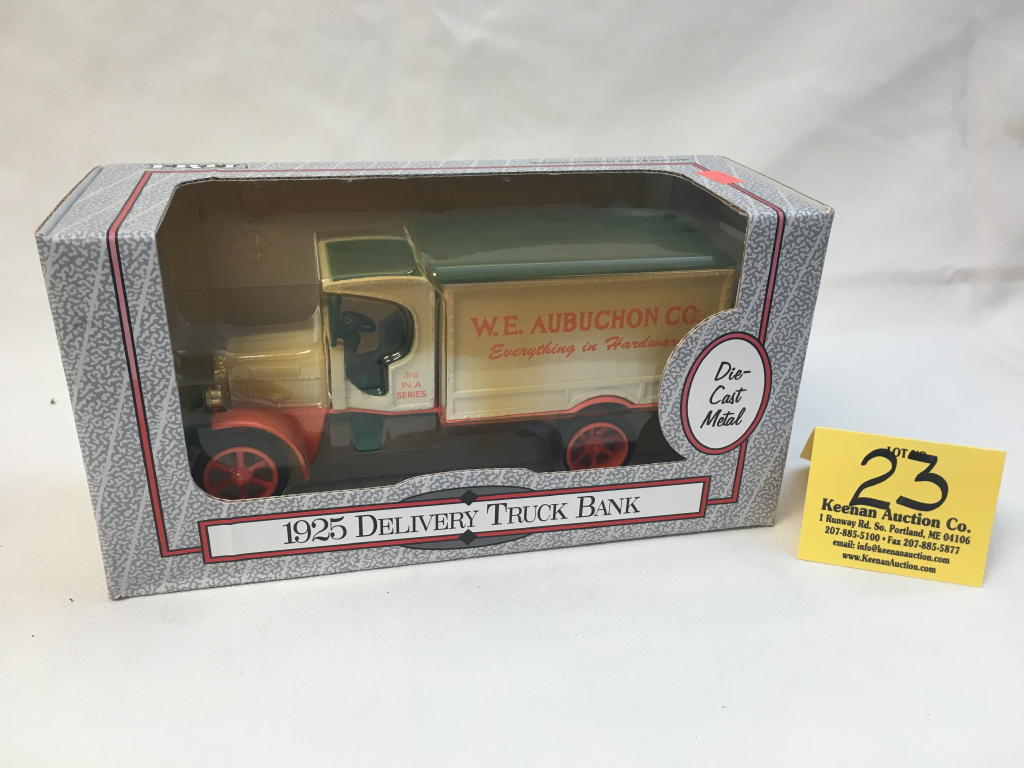 W.E. AUBUCHON CO.
Everything in Hardware
3rd
IN A
SERIES
Die-
Cast
Metal
1925 DELIVERY TRUCK BANK
LOT NO.
23
Keenan Auction Co.
1 Runway Rd. So. Portland, ME 04106
207-885-5100 • Fax 207-885-5877
email: info@keenanauction.com
www.KeenanAuction.com